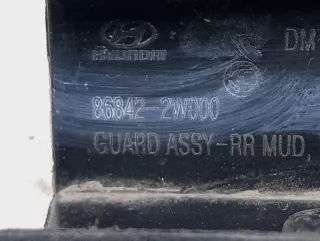 HYUNDAI
DM
86842-2W000
GUARD ASSY-RR MUD,